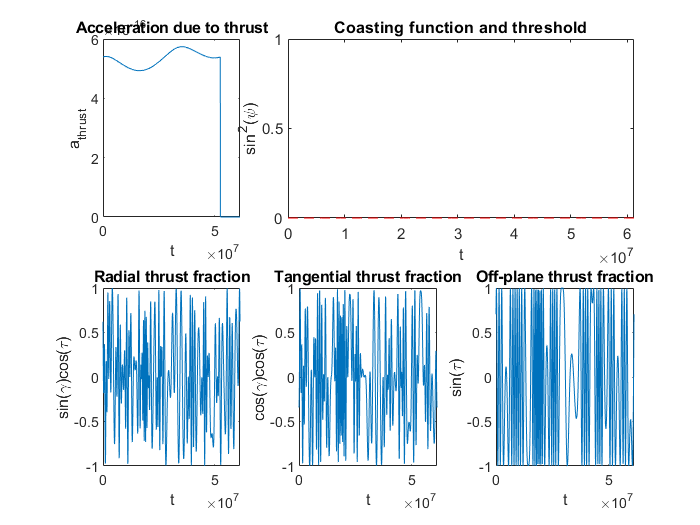 Acceleration due to thrust
6
4
2
0
a_thrust
0
5
×10^7
t
Coasting function and threshold
1
0.5
0
sin^2(ψ)
0
1
2
3
4
5
6
×10^7
t
Radial thrust fraction
1
0.5
0
-0.5
-1
sin(γ)cos(τ)
0
5
×10^7
t
Tangential thrust fraction
1
0.5
0
-0.5
-1
cos(γ)cos(τ)
0
5
×10^7
t
Off-plane thrust fraction
1
0.5
0
-0.5
-1
sin(τ)
0
5
×10^7
t